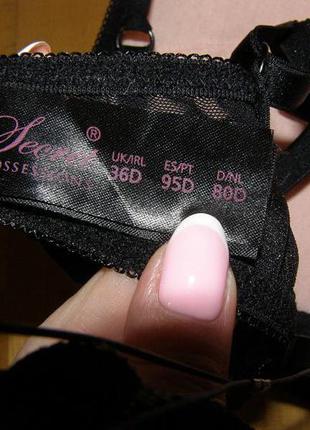 Secret®
POSSESSIONS
UK/IRL ES/PT D/NL
36D 95D 80D